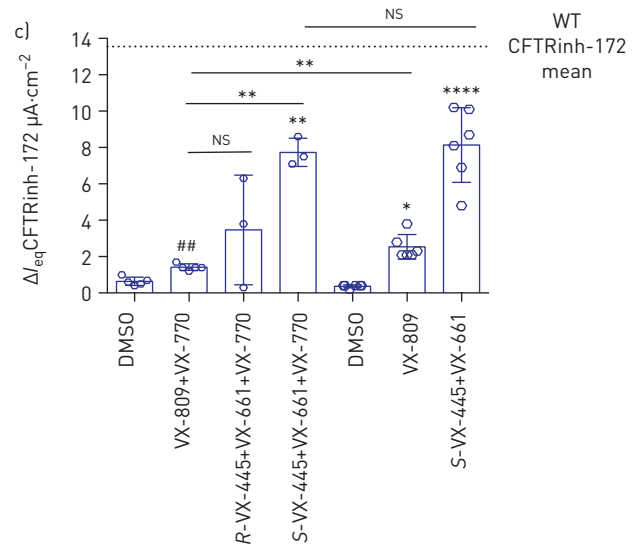 c)
NS
WT
CFTRinh-172
mean
ΔIeqCFTRinh-172 μA·cm−2
14
12
10
8
6
4
2
0
**
****
**
**
NS
*
##
DMSO
VX-809+VX-770
R-VX-445+VX-661+VX-770
S-VX-445+VX-661+VX-770
DMSO
VX-809
S-VX-445+VX-661